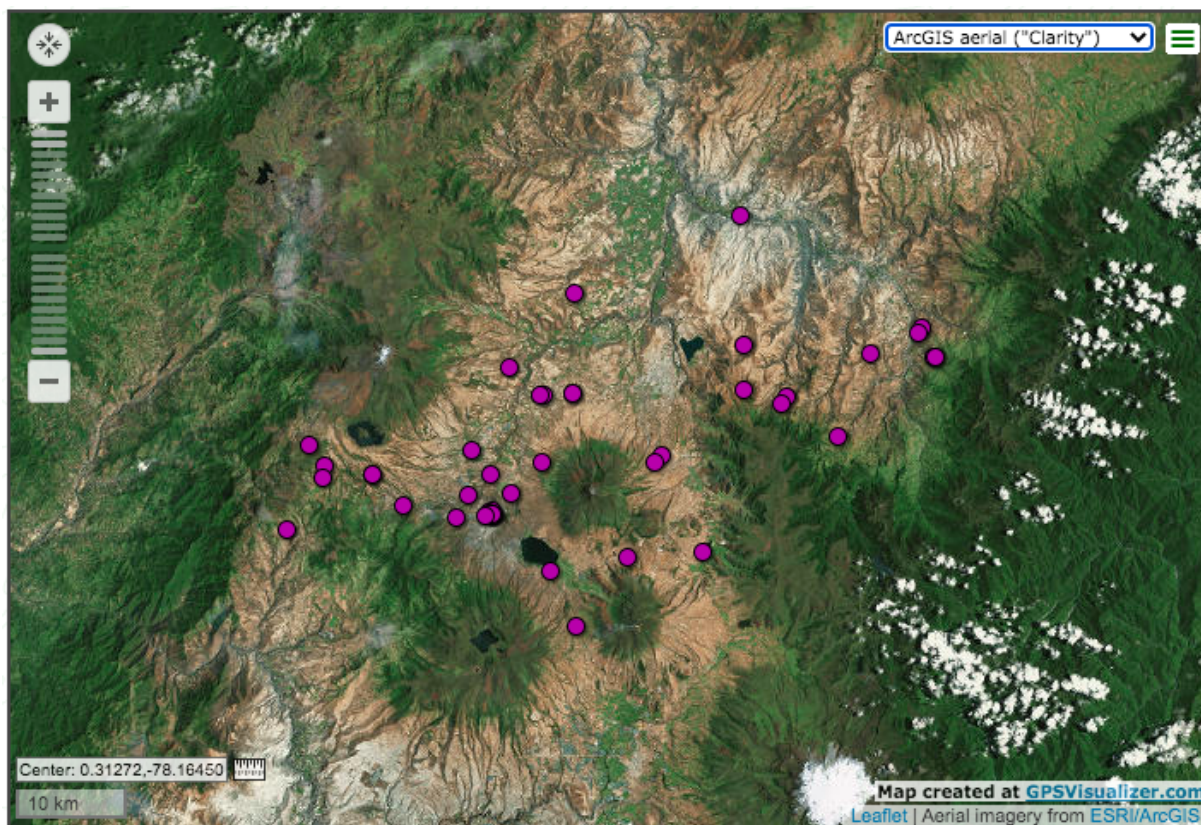 ArcGIS aerial ("Clarity")
Center: 0.31272,-78.16450
10 km
Map created at GPSVisualizer.com
Leaflet | Aerial imagery from ESRI/ArcGIS